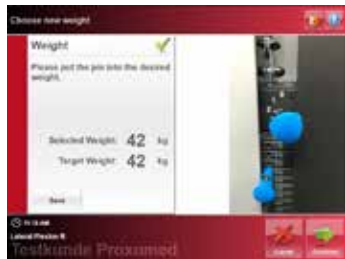 Choose new weight
Weight
Please put the pin into the desired
weight.
Selected Weight: 42 kg
Target Weight: 42 kg
Save
Lateral Flexion R
Testkunde Proxomed